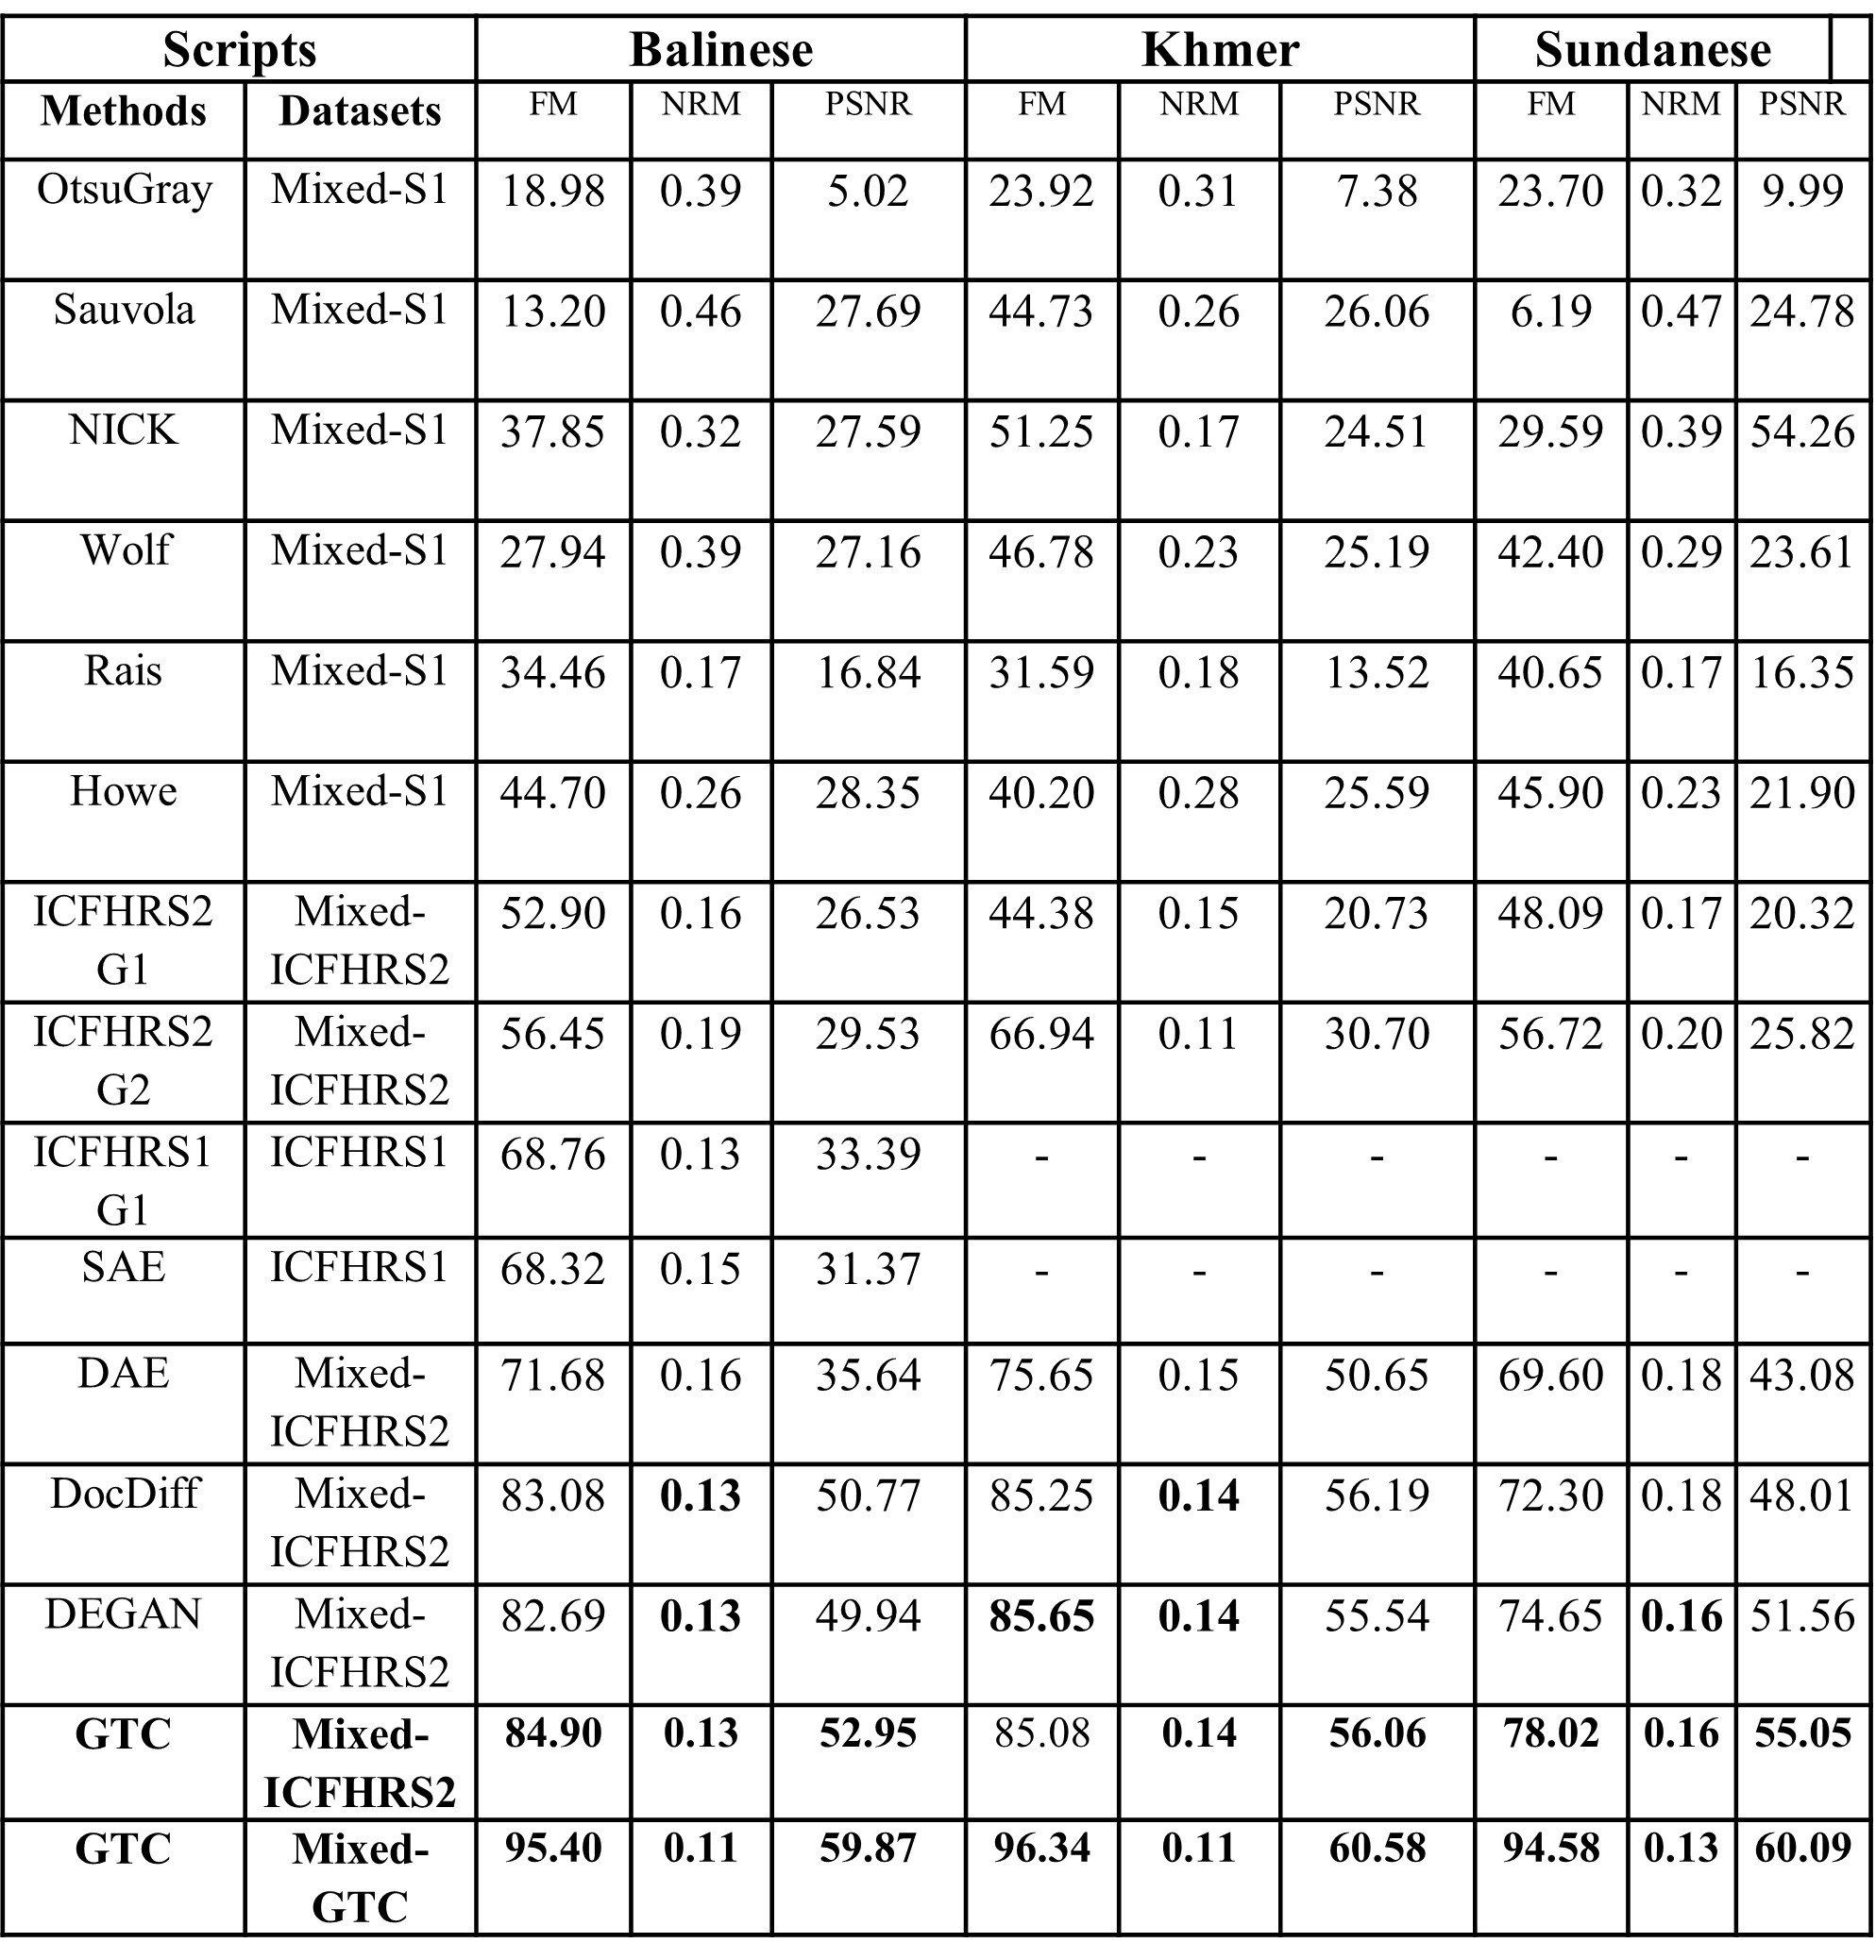 Scripts Balinese Khmer Sundanese
Methods Datasets FM NRM PSNR FM NRM PSNR FM NRM PSNR
OtsuGray Mixed-S1 18.98 0.39 5.02 23.92 0.31 7.38 23.70 0.32 9.99
Sauvola Mixed-S1 13.20 0.46 27.69 44.73 0.26 26.06 6.19 0.47 24.78
NICK Mixed-S1 37.85 0.32 27.59 51.25 0.17 24.51 29.59 0.39 54.26
Wolf Mixed-S1 27.94 0.39 27.16 46.78 0.23 25.19 42.40 0.29 23.61
Rais Mixed-S1 34.46 0.17 16.84 31.59 0.18 13.52 40.65 0.17 16.35
Howe Mixed-S1 44.70 0.26 28.35 40.20 0.28 25.59 45.90 0.23 21.90
ICFHRS2 Mixed- 52.90 0.16 26.53 44.38 0.15 20.73 48.09 0.17 20.32
G1 ICFHRS2
ICFHRS2 Mixed- 56.45 0.19 29.53 66.94 0.11 30.70 56.72 0.20 25.82
G2 ICFHRS2
ICFHRS1 ICFHRS1 68.76 0.13 33.39 - - - - - -
G1
SAE ICFHRS1 68.32 0.15 31.37 - - - - - -
DAE Mixed- 71.68 0.16 35.64 75.65 0.15 50.65 69.60 0.18 43.08
ICFHRS2
DocDiff Mixed- 83.08 0.13 50.77 85.25 0.14 56.19 72.30 0.18 48.01
ICFHRS2
DEGAN Mixed- 82.69 0.13 49.94 85.65 0.14 55.54 74.65 0.16 51.56
ICFHRS2
GTC Mixed- 84.90 0.13 52.95 85.08 0.14 56.06 78.02 0.16 55.05
ICFHRS2
GTC Mixed- 95.40 0.11 59.87 96.34 0.11 60.58 94.58 0.13 60.09
GTC